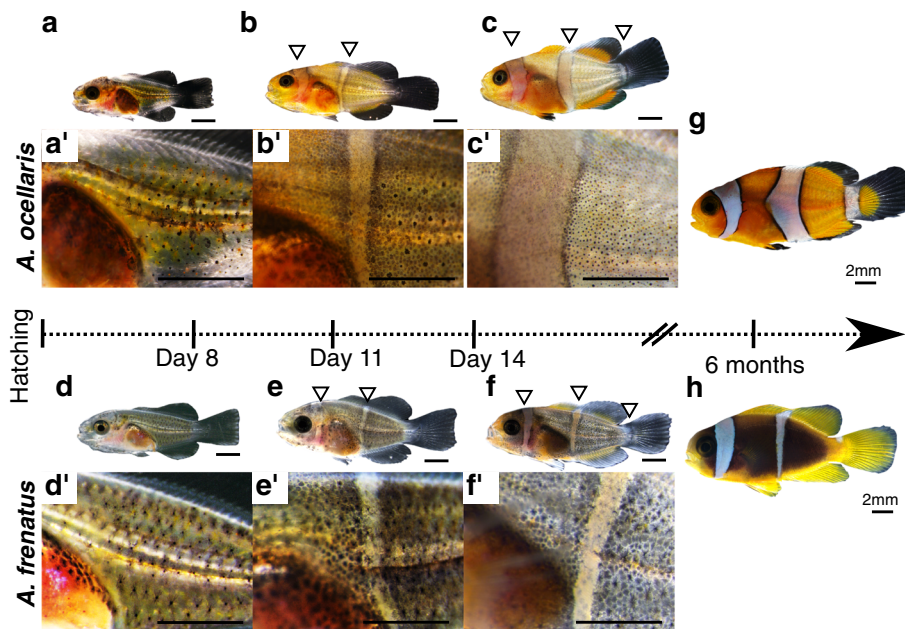 a
b
c
a'
b'
c'
g
A. ocellaris
2mm
Hatching
Day 8
Day 11
Day 14
6 months
d
e
f
h
d'
e'
f'
A. frenatus
2mm